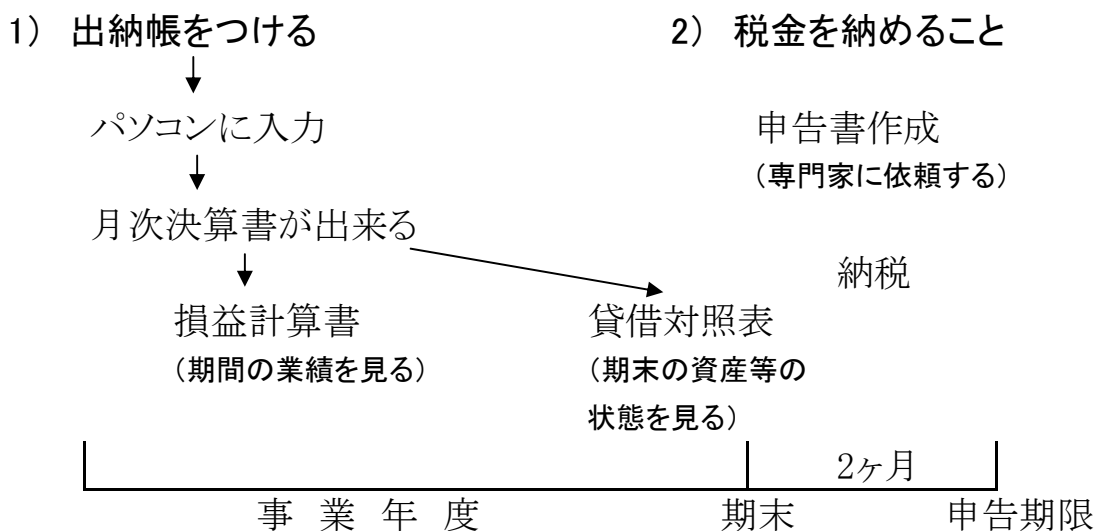 1） 出納帳をつける
パソコンに入力
月次決算書が出来る
損益計算書
（期間の業績を見る）
貸借対照表
（期末の資産等の
状態を見る）
2） 税金を納めること
申告書作成
（専門家に依頼する）
納税
2ヶ月
事 業 年 度
期末
申告期限